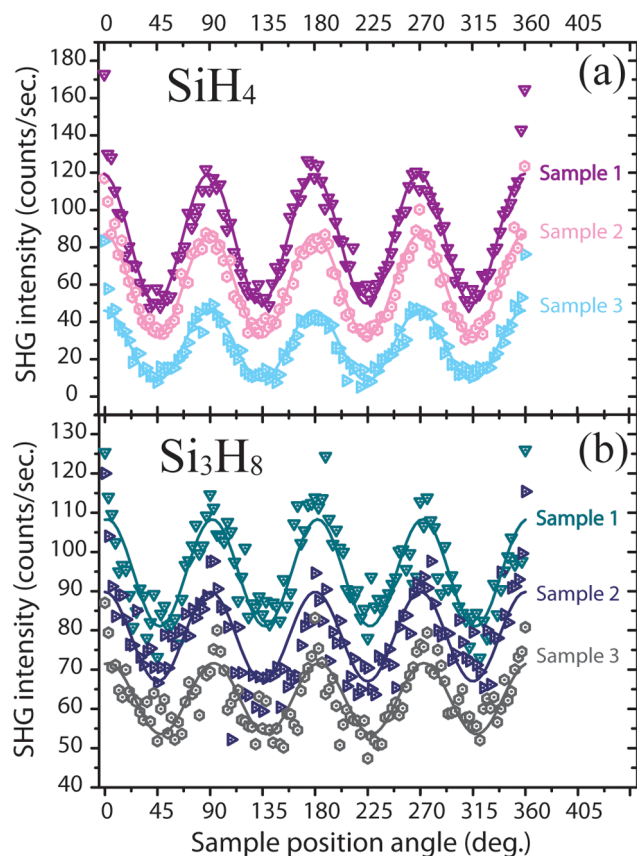 0 45 90 135 180 225 270 315 360 405
180
160
140
120
100
80
60
40
20
0
SHG intensity (counts/sec.)
SiH4
(a)
Sample 1
Sample 2
Sample 3
130
120
110
100
90
80
70
60
50
40
SHG intensity (counts/sec.)
Si3H8
(b)
Sample 1
Sample 2
Sample 3
0 45 90 135 180 225 270 315 360 405
Sample position angle (deg.)